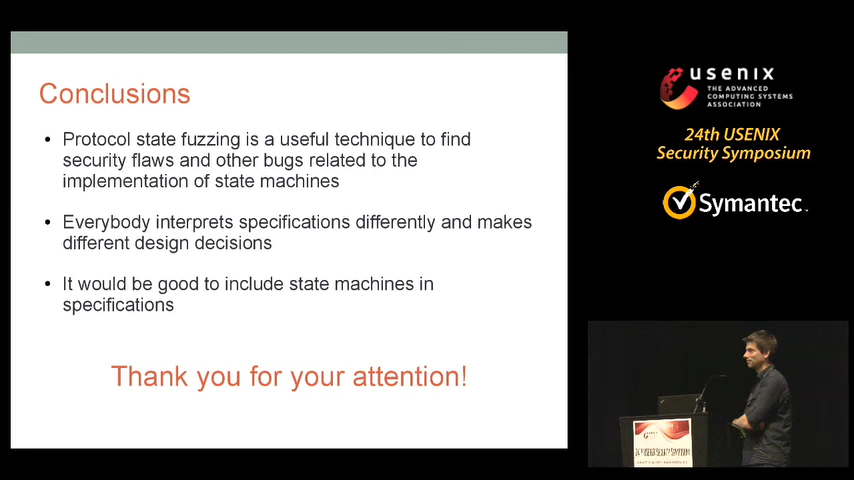 Conclusions
• Protocol state fuzzing is a useful technique to find
security flaws and other bugs related to the
implementation of state machines
• Everybody interprets specifications differently and makes
different design decisions
• It would be good to include state machines in
specifications
Thank you for your attention!
usenix
THE ADVANCED
COMPUTING SYSTEMS
ASSOCIATION
24th USENIX
Security Symposium
Symantec.